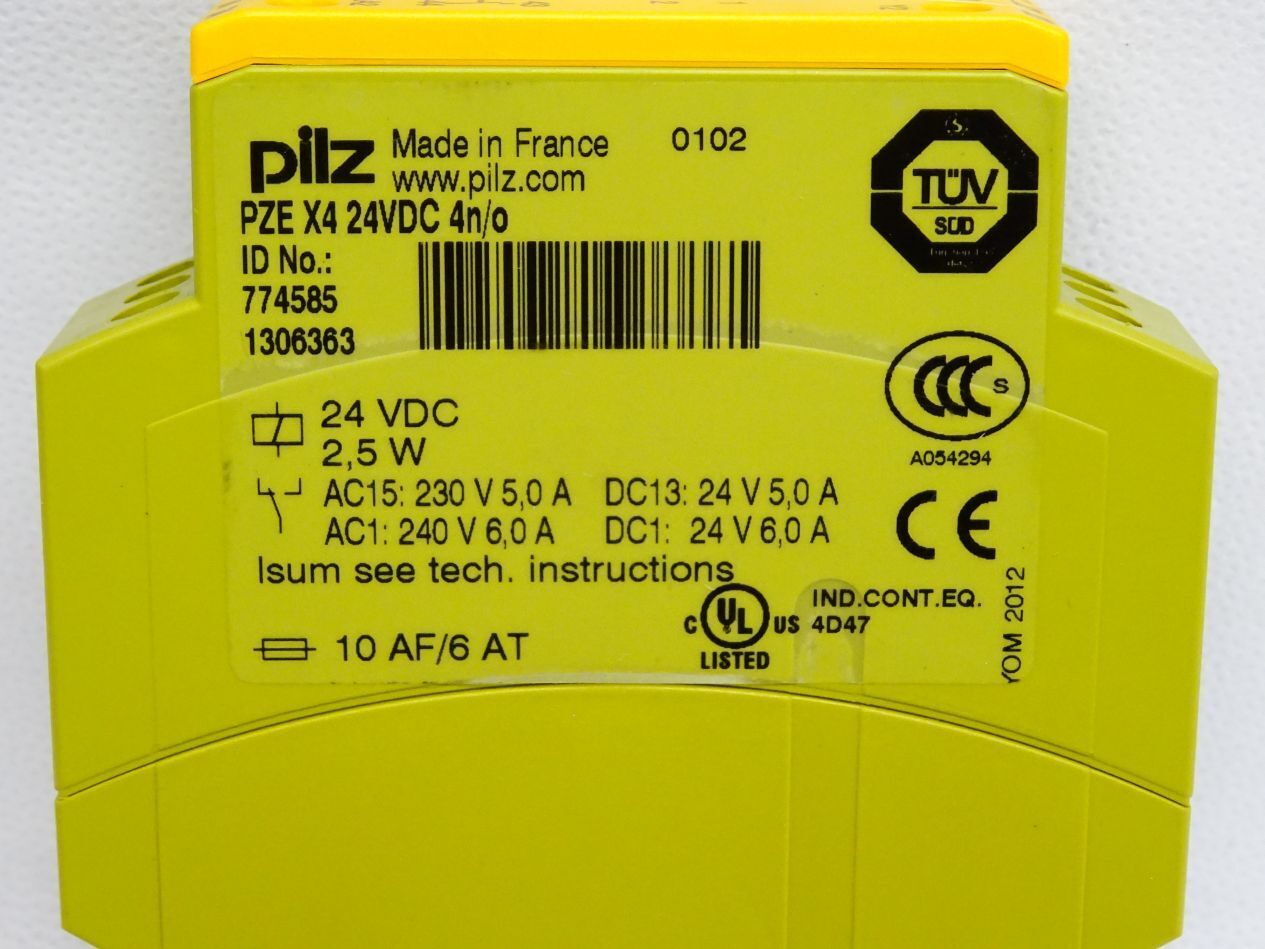 pilz Made in France 0102
www.pilz.com
PZE X4 24VDC 4n/o
ID No.:
774585
1306363
TÜV
SÜD
24 VDC
2,5 W
CCC S
A054294
AC15: 230 V 5,0 A DC13: 24 V 5,0 A
AC1: 240 V 6,0 A DC1: 24 V 6,0 A
CE
Isum see tech. instructions
C UL US IND.CONT.EQ.
4D47
LISTED
10 AF/6 AT
YOM 2012